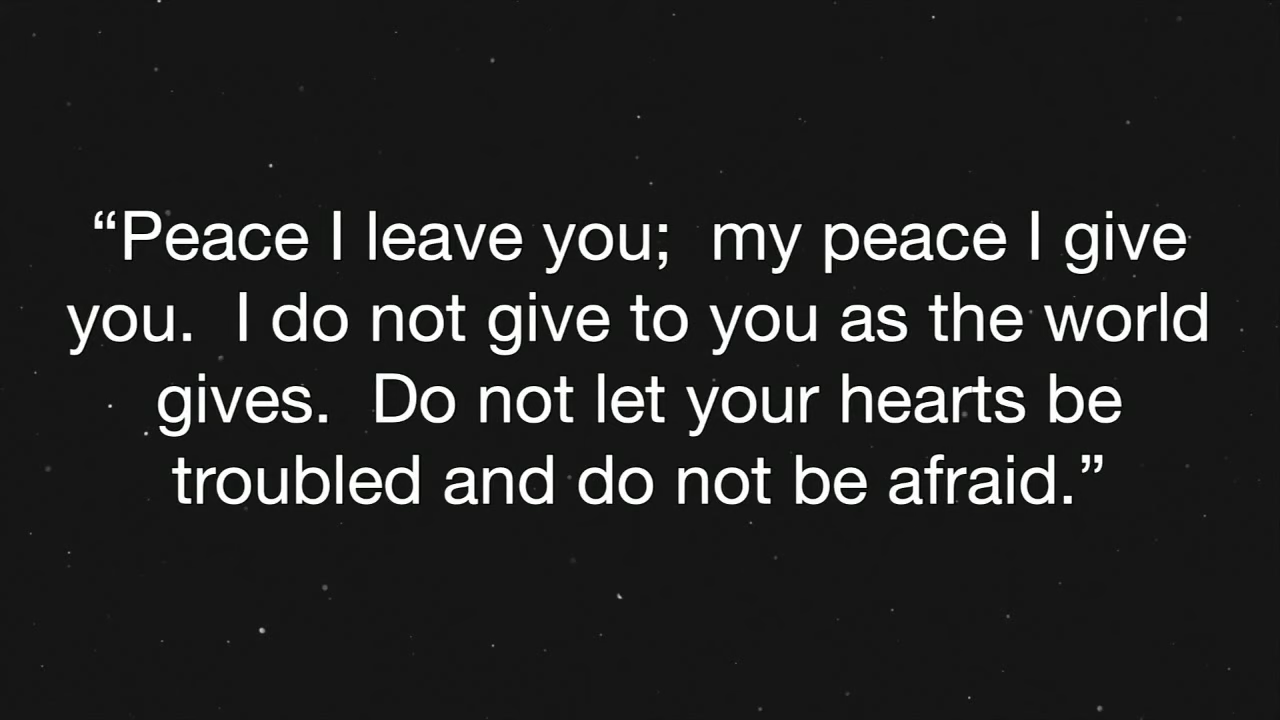 “Peace I leave you;  my peace I give
you.  I do not give to you as the world
gives.  Do not let your hearts be
troubled and do not be afraid.”